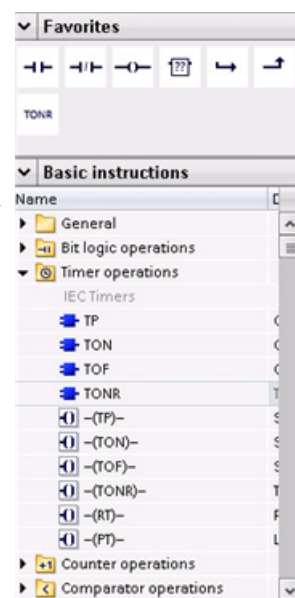 Favorites
??
TONR
Basic instructions
Name
General
Bit logic operations
Timer operations
IEC Timers
TP
TON
TOF
TONR
–(TP)–
–(TON)–
–(TOF)–
–(TONR)–
–(RT)–
–(PT)–
Counter operations
Comparator operations